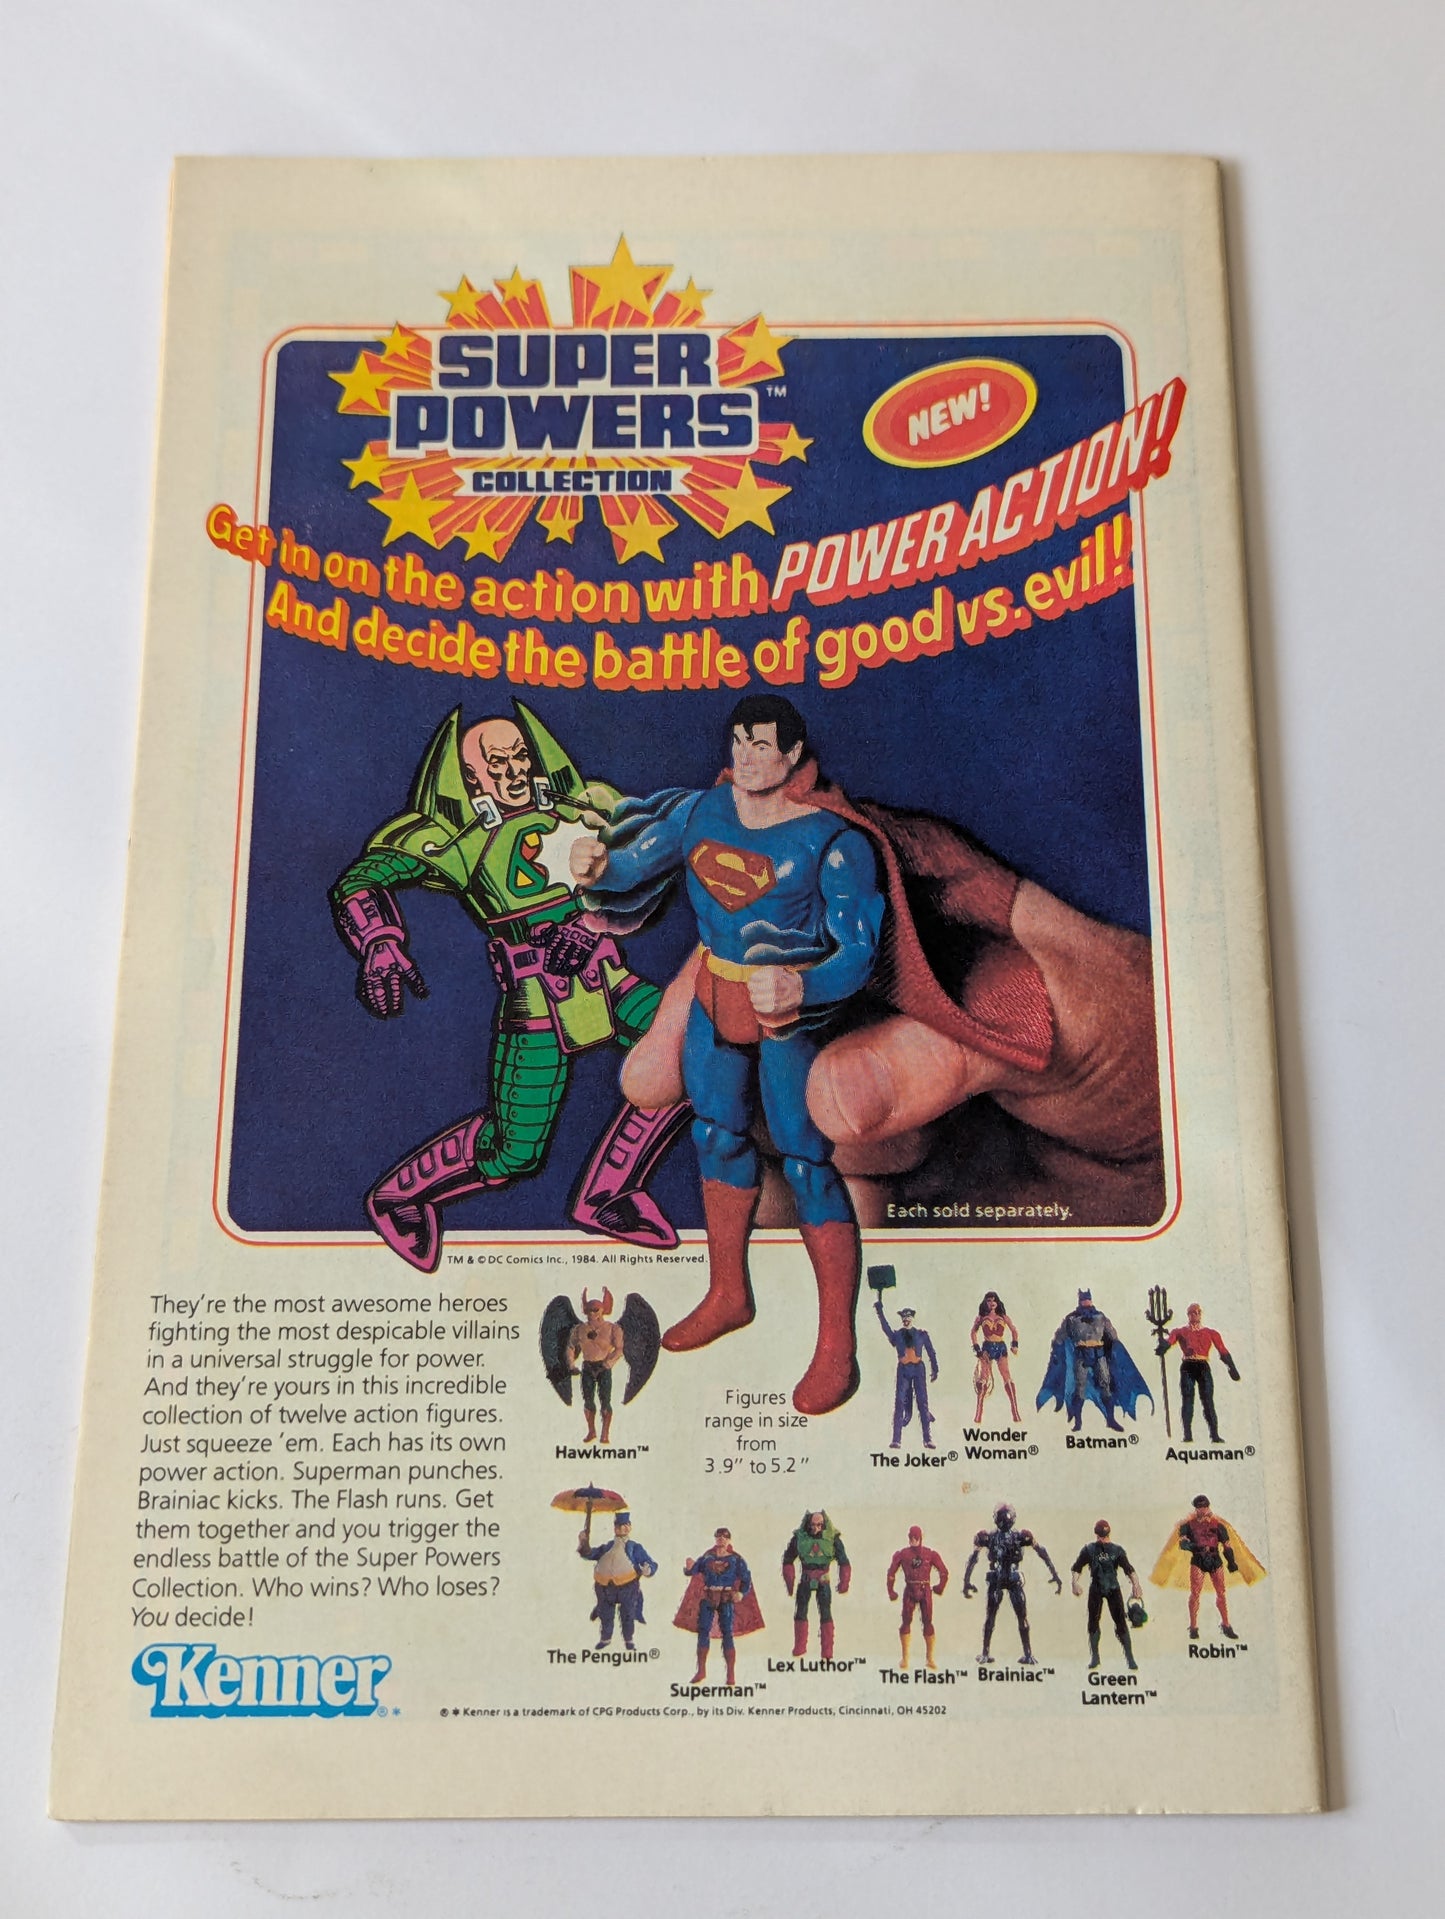 SUPER
POWERS™
COLLECTION
NEW!
Get in on the action with POWER ACTION!
And decide the battle of good vs. evil!
Each sold separately.
TM & © DC Comics Inc., 1984. All Rights Reserved.
They're the most awesome heroes
fighting the most despicable villains
in a universal struggle for power.
And they're yours in this incredible
collection of twelve action figures.
Just squeeze 'em. Each has its own
power action. Superman punches.
Brainiac kicks. The Flash runs. Get
them together and you trigger the
endless battle of the Super Powers
Collection. Who wins? Who loses?
You decide!
Hawkman™
Figures
range in size
from
3.9" to 5.2"
The Joker®
Wonder
Woman®
Batman®
Aquaman®
The Penguin®
Superman™
Lex Luthor™
The Flash™
Brainiac™
Green
Lantern™
Robin™
Kenner®*
® * Kenner is a trademark of CPG Products Corp., by its Div. Kenner Products, Cincinnati, OH 45202